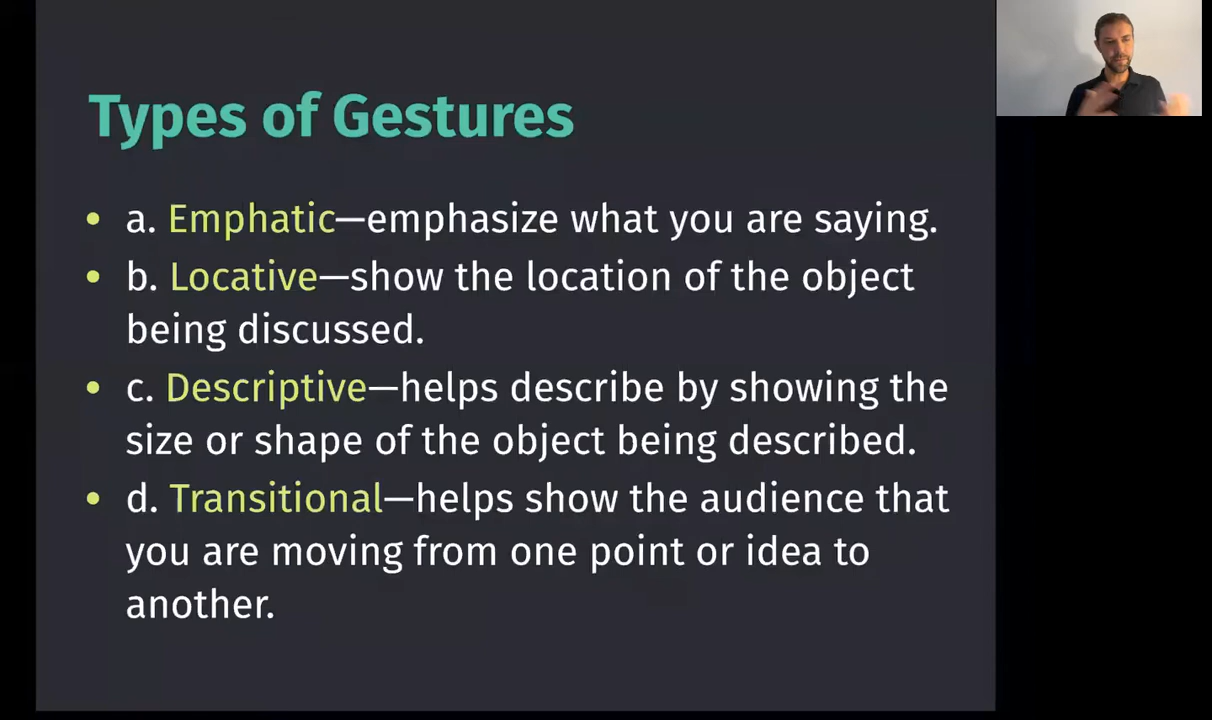 Types of Gestures
• a. Emphatic—emphasize what you are saying.
• b. Locative—show the location of the object
being discussed.
• c. Descriptive—helps describe by showing the
size or shape of the object being described.
• d. Transitional—helps show the audience that
you are moving from one point or idea to
another.